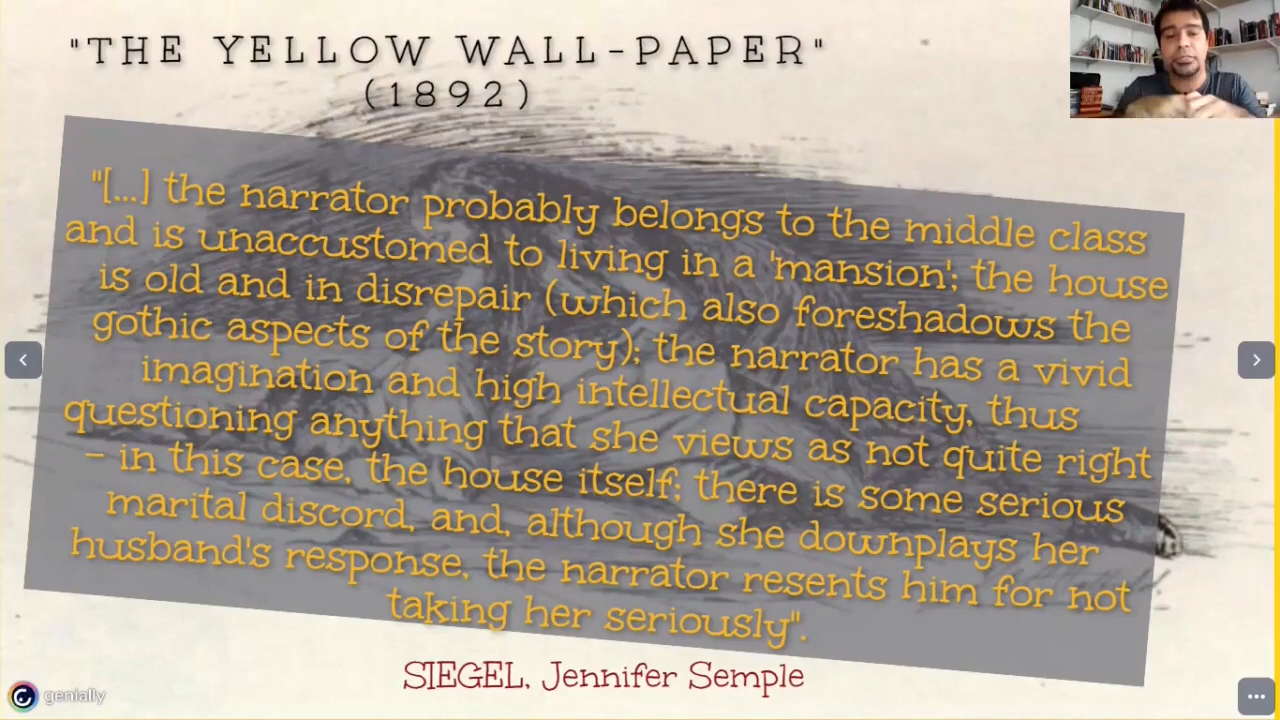 "THE YELLOW WALL-PAPER"
(1892)
"[...] the narrator probably belongs to the middle class
and is unaccustomed to living in a 'mansion'; the house
is old and in disrepair (which also foreshadows the
gothic aspects of the story); the narrator has a vivid
imagination and high intellectual capacity, thus
questioning anything that she views as not quite right
– in this case, the house itself; there is some serious
marital discord, and, although she downplays her
husband's response, the narrator resents him for not
taking her seriously".
SIEGEL, Jennifer Semple
genially